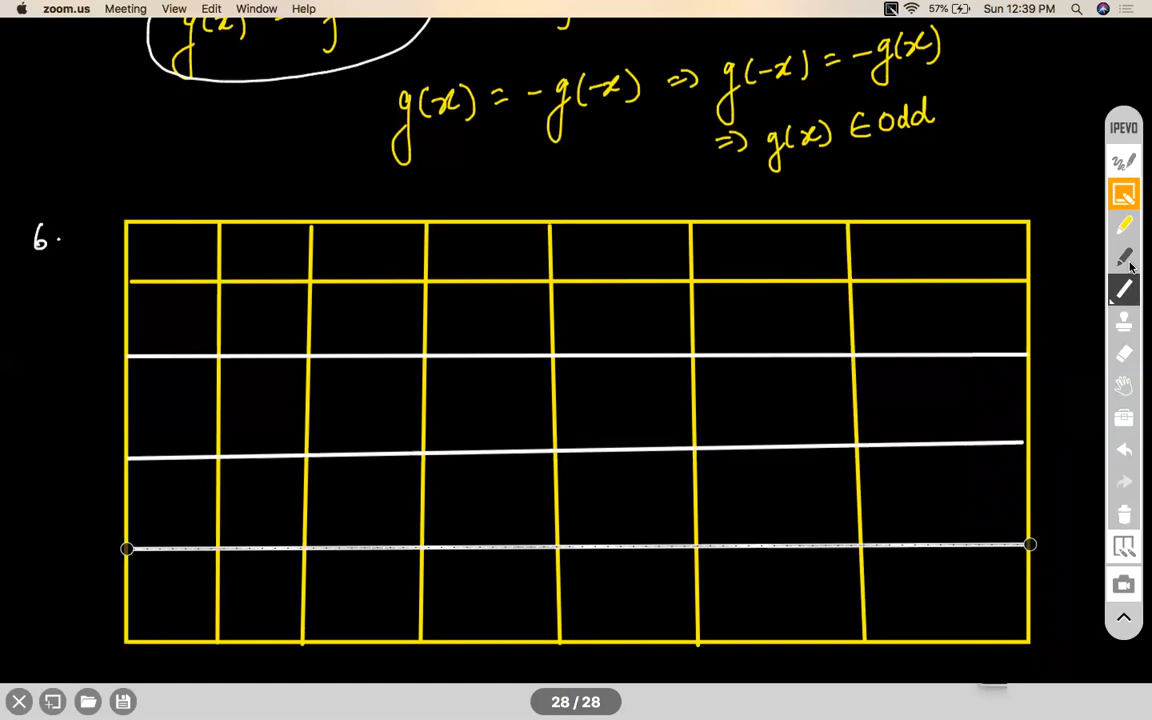 zoom.us Meeting View Edit Window Help 57% Sun 12:39 PM
g(x) = -g(-x) => g(-x) = -g(x)
=> g(x) ∈ Odd
IPEVO
6.
28 / 28